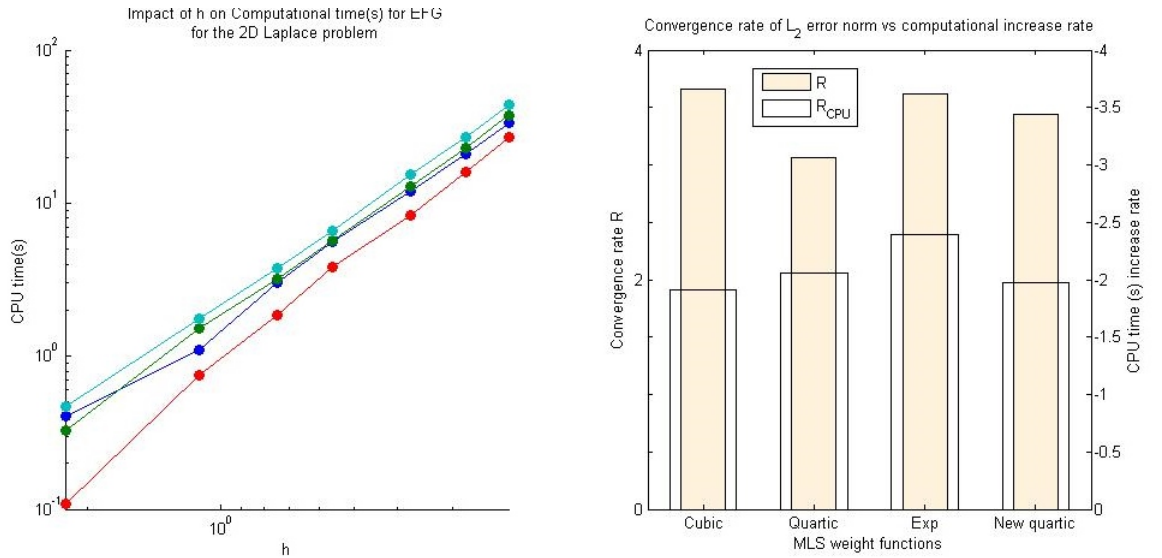 Impact of h on Computational time(s) for EFG
for the 2D Laplace problem
10^2
10^1
10^0
10^-1
CPU time(s)
10^0
h
Convergence rate of L_2 error norm vs computational increase rate
R
R_CPU
4
2
0
Convergence rate R
-4
-3.5
-3
-2.5
-2
-1.5
-1
-0.5
-0
CPU time (s) increase rate
Cubic
Quartic
Exp
New quartic
MLS weight functions